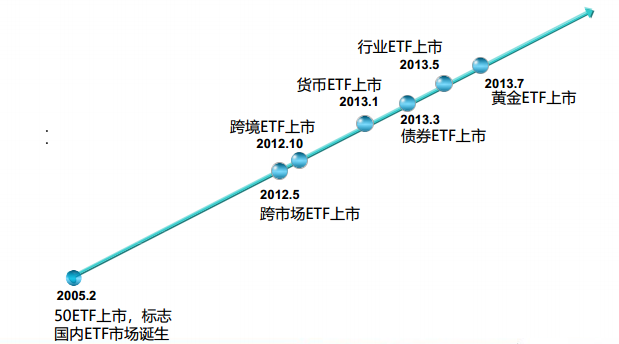 行业ETF上市
2013.5
2013.7
黄金ETF上市
货币ETF上市
2013.1
2013.3
债券ETF上市
跨境ETF上市
2012.10
2012.5
跨市场ETF上市
2005.2
50ETF上市，标志
国内ETF市场诞生